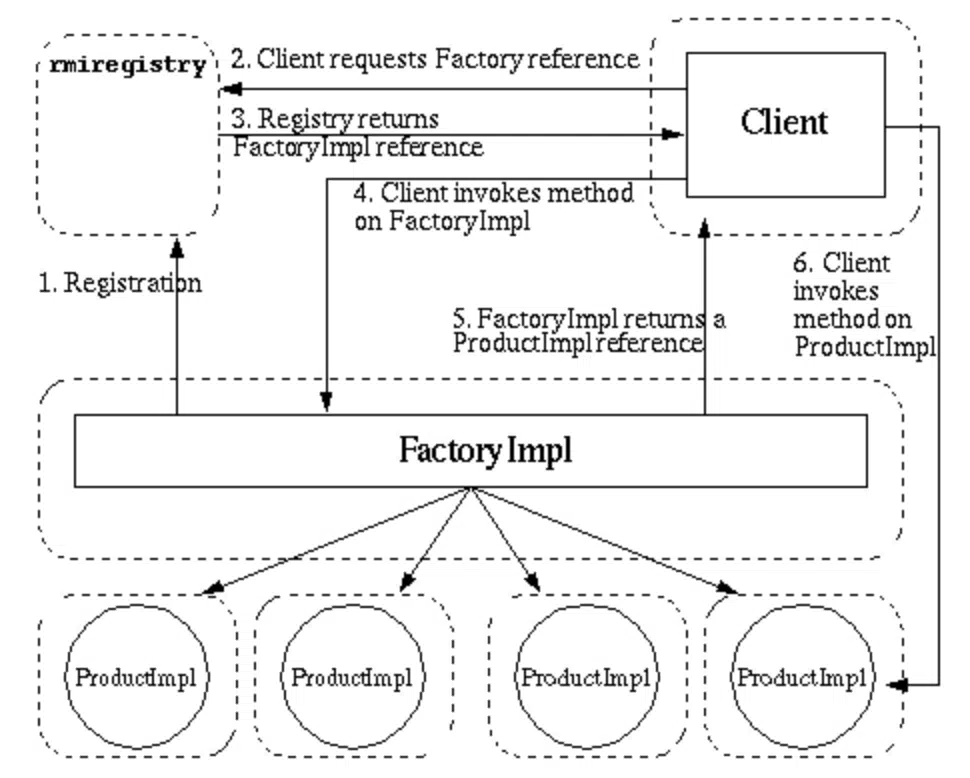 rmiregistry
2. Client requests Factory reference
Client
3. Registry returns
FactoryImpl reference
4. Client invokes method
on FactoryImpl
1. Registration
6. Client
invokes
method on
ProductImpl
5. FactoryImpl returns a
ProductImpl reference
FactoryImpl
ProductImpl
ProductImpl
ProductImpl
ProductImpl